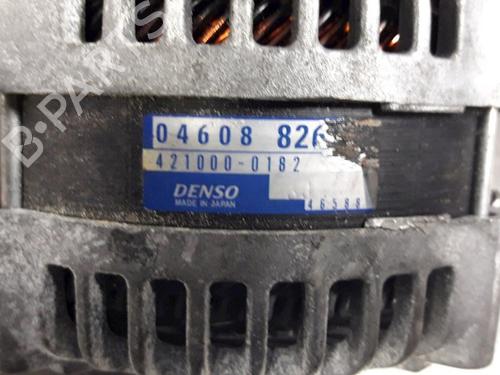 04608 826
421000-0182
DENSO
MADE IN JAPAN
46588
B-PARTS